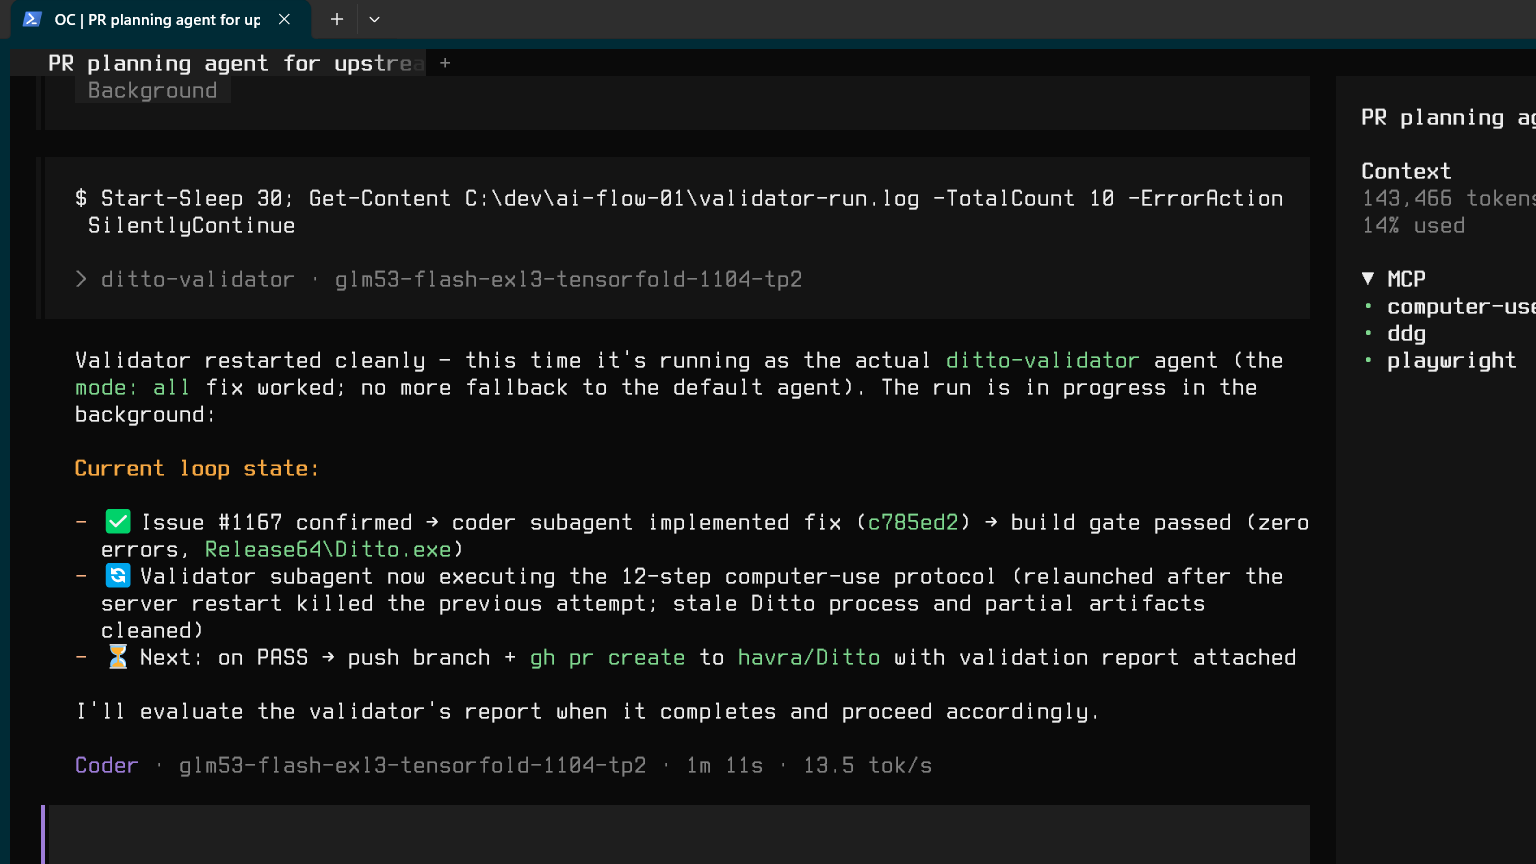 OC | PR planning agent for up
PR planning agent for upstrea
Background
$ Start-Sleep 30; Get-Content C:\dev\ai-flow-01\validator-run.log -TotalCount 10 -ErrorAction
SilentlyContinue
> ditto-validator · glm53-flash-exl3-tensorfold-1104-tp2
Validator restarted cleanly - this time it's running as the actual ditto-validator agent (the
mode: all fix worked; no more fallback to the default agent). The run is in progress in the
background:
Current loop state:
- ✅ Issue #1167 confirmed → coder subagent implemented fix (c785ed2) → build gate passed (zero
errors, Release64\Ditto.exe)
- 🔄 Validator subagent now executing the 12-step computer-use protocol (relaunched after the
server restart killed the previous attempt; stale Ditto process and partial artifacts
cleaned)
- ⏳ Next: on PASS → push branch + gh pr create to havra/Ditto with validation report attached
I'll evaluate the validator's report when it completes and proceed accordingly.
Coder · glm53-flash-exl3-tensorfold-1104-tp2 · 1m 11s · 13.5 tok/s
PR planning ag
Context
143,466 tokens
14% used
▼ MCP
• computer-use
• ddg
• playwright